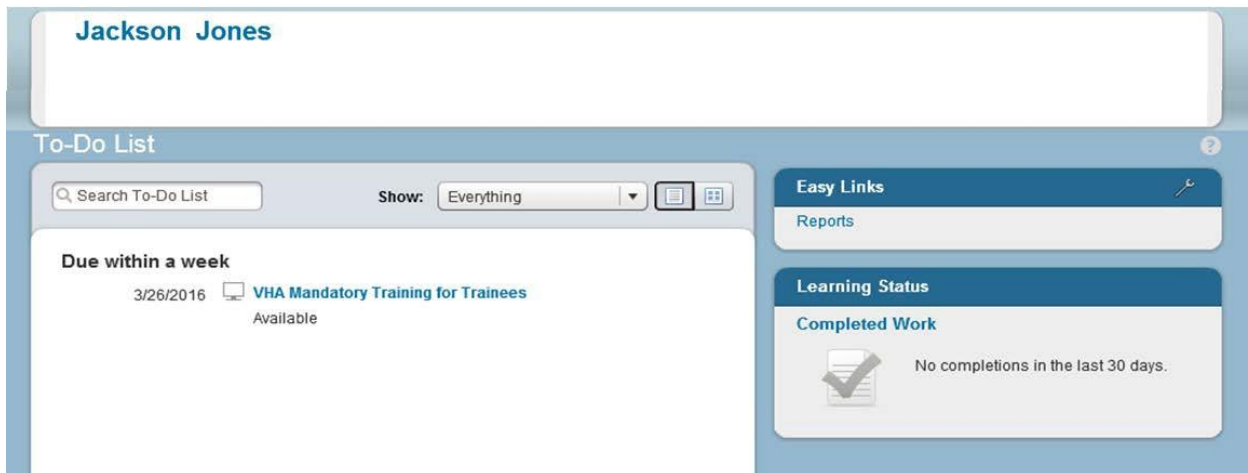 Jackson Jones
To-Do List
?
Search To-Do List
Show:
Everything
Due within a week
3/26/2016
VHA Mandatory Training for Trainees
Available
Easy Links
Reports
Learning Status
Completed Work
No completions in the last 30 days.